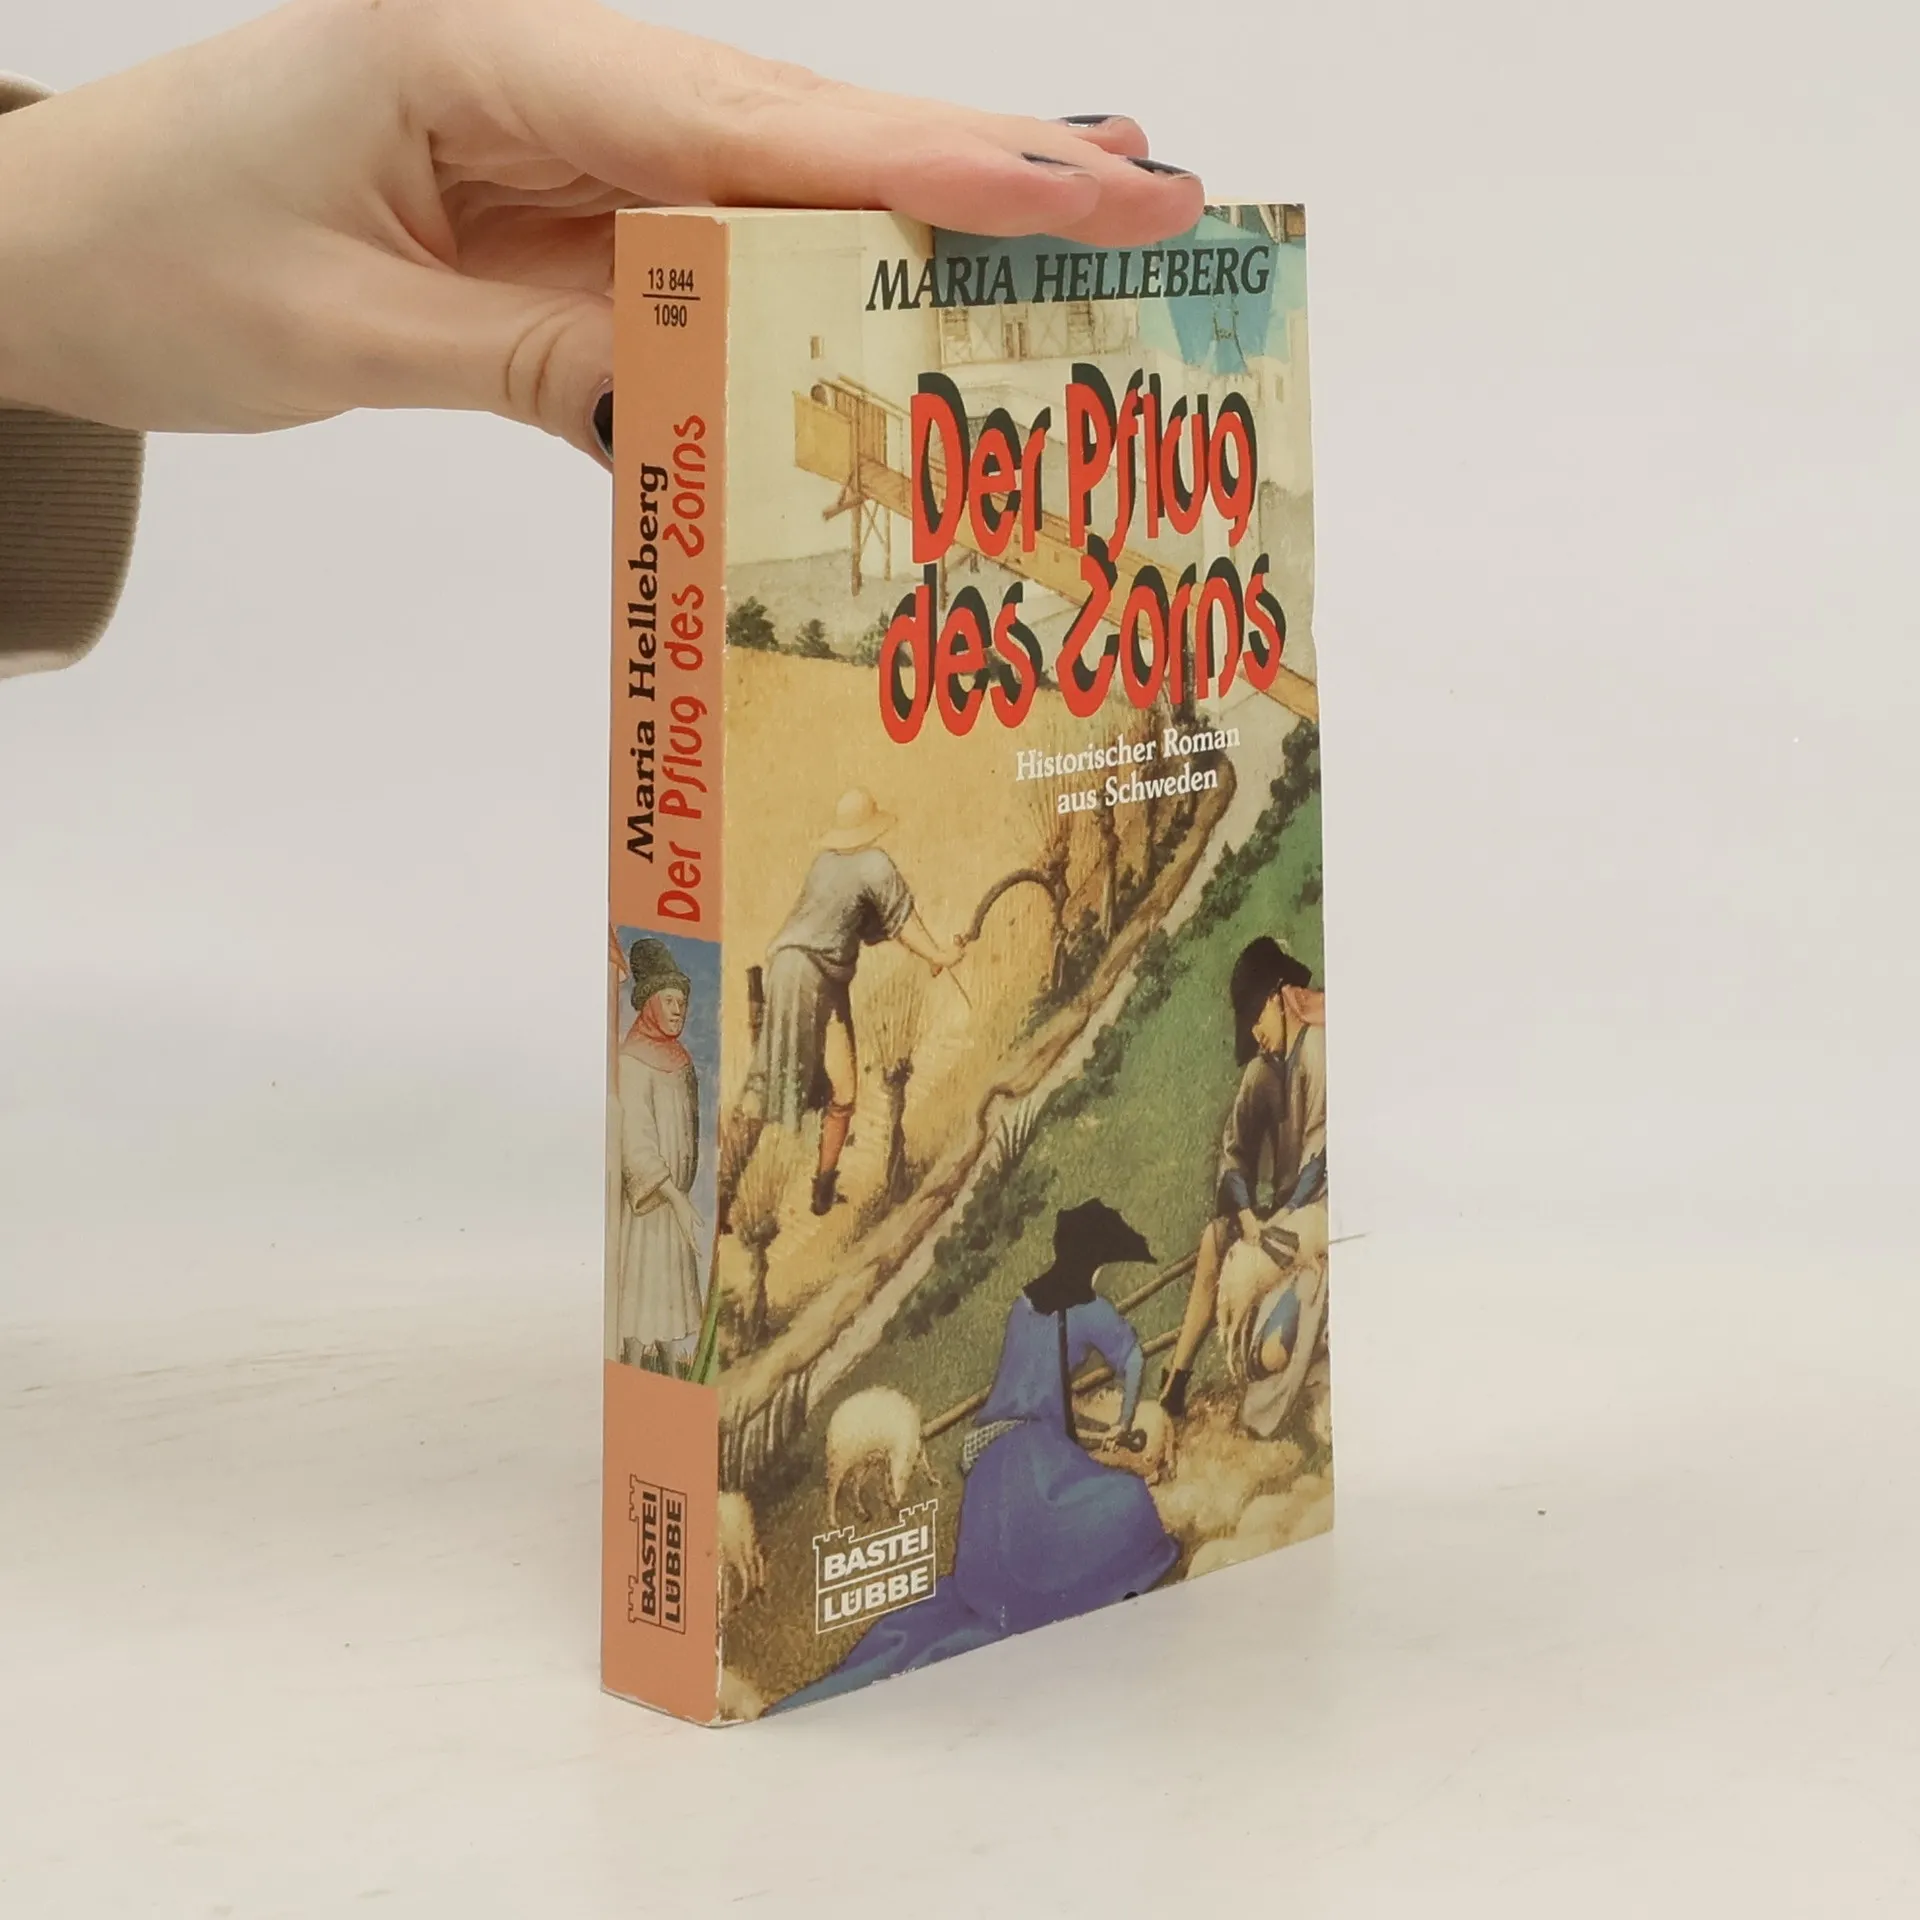 13 844
1090
Maria Helleberg
Der Pflug des Zorns
BASTEI
LÜBBE
MARIA HELLEBERG
Der Pflug
des Zorns
Historischer Roman
aus Schweden
BASTEI
LÜBBE